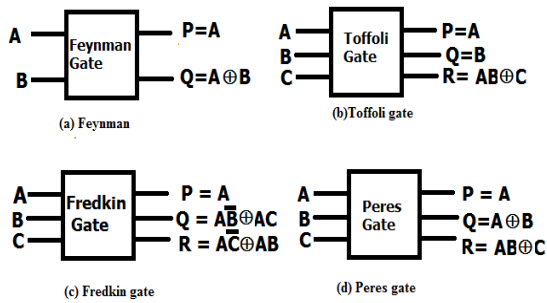 A
B
Feynman
Gate
P=A
Q=A⊕B
(a) Feynman
A
B
C
Toffoli
Gate
P=A
Q=B
R= AB⊕C
(b)Toffoli gate
A
B
C
Fredkin
Gate
P = A
Q = AB̅⊕AC
R = AC̅⊕AB
(c) Fredkin gate
A
B
C
Peres
Gate
P = A
Q=A⊕B
R= AB⊕C
(d) Peres gate